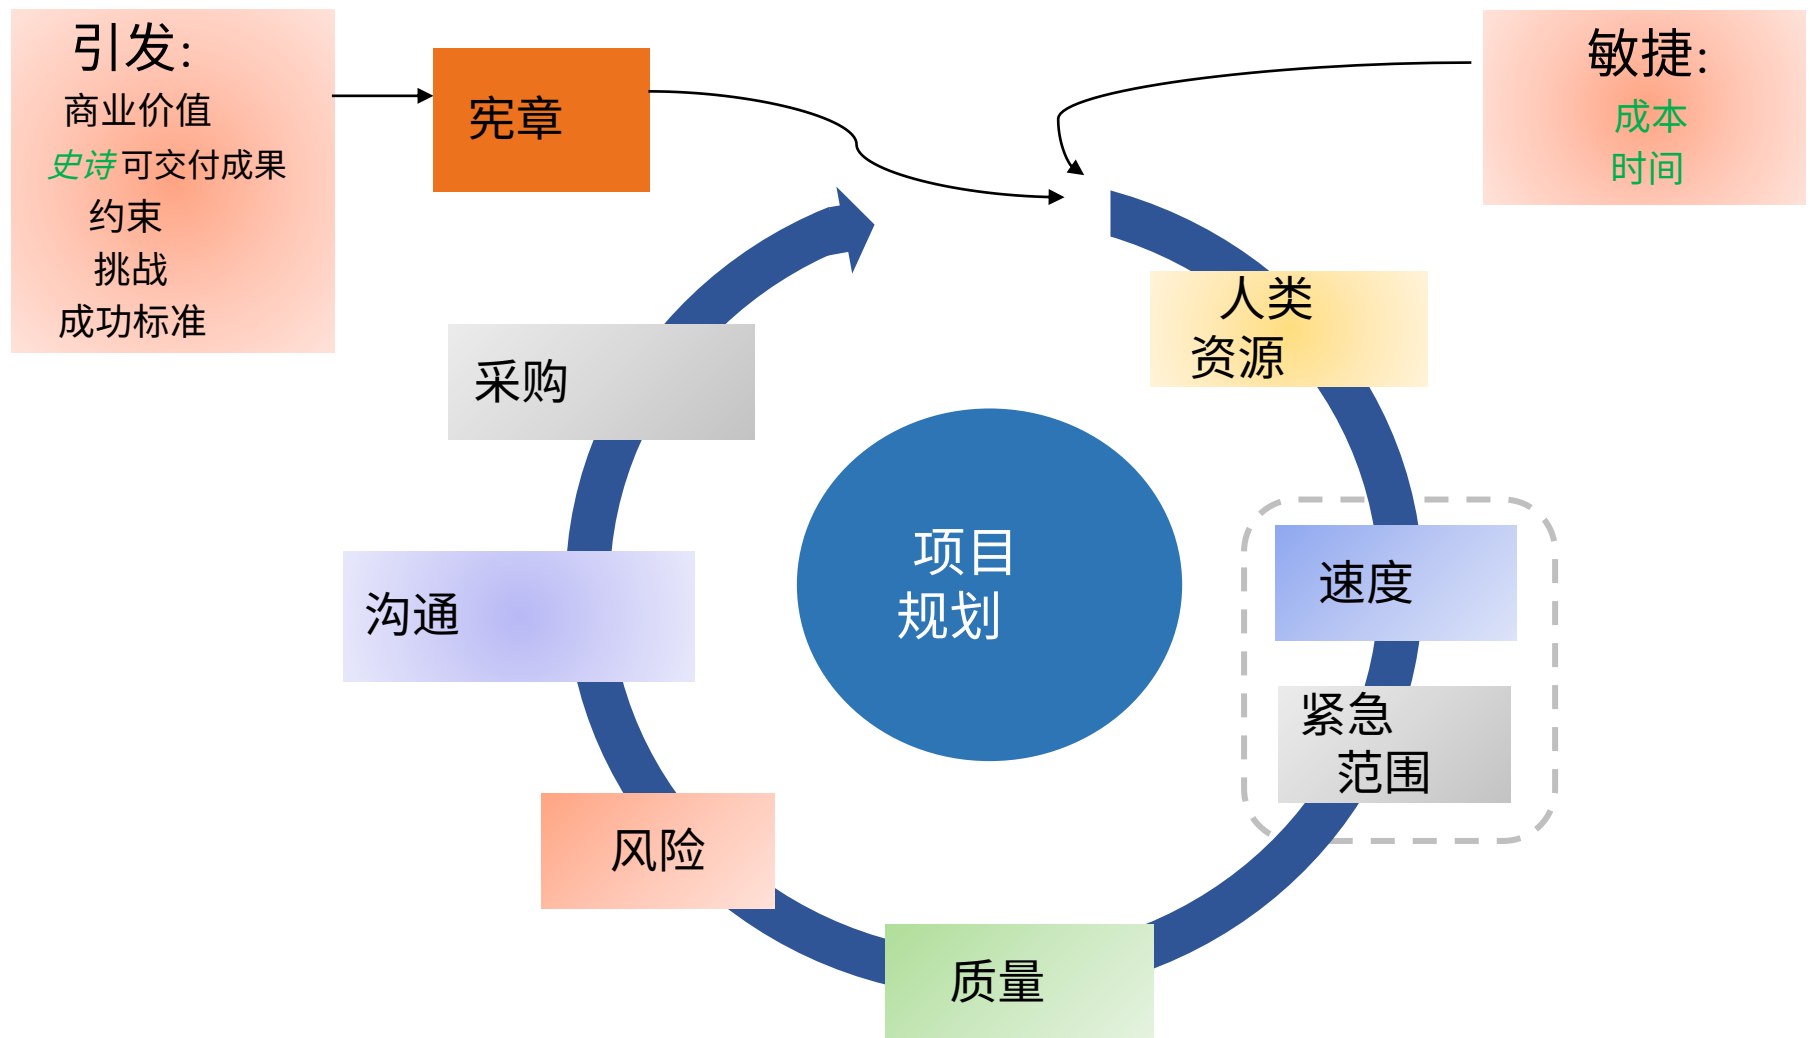 引发:
商业价值
史诗 可交付成果
约束
挑战
成功标准
宪章
敏捷:
成本
时间
人类
资源
速度
紧急
范围
质量
风险
沟通
采购
项目
规划